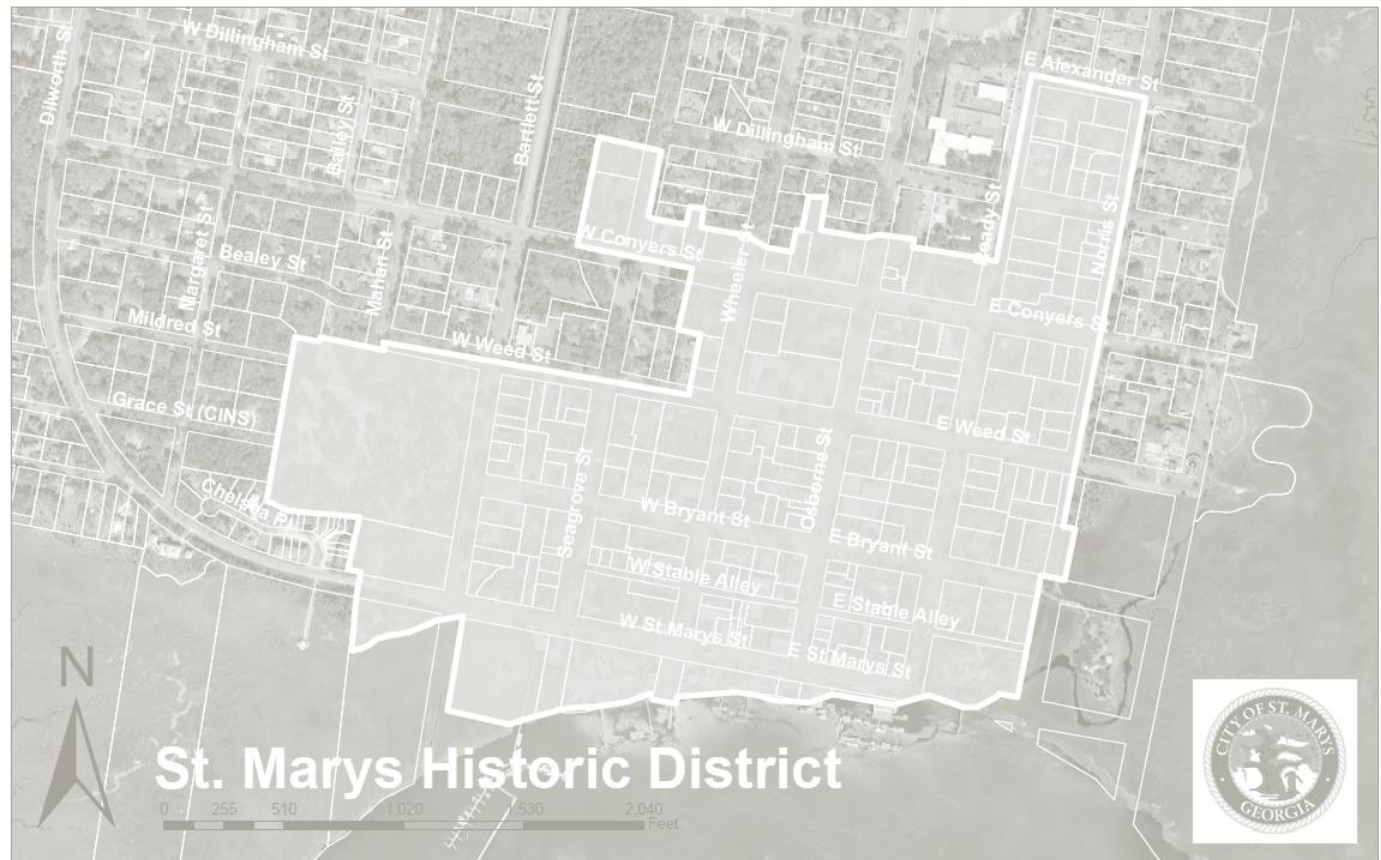 W Dillingham St
E Alexander St
Dilworth St
Bailey St
Bartlett St
W Dillingham St
Ready St
Norris St
Margaret St
Mahan St
W Conyers St
Wheeler St
Bealey St
E Conyers St
Mildred St
W Weed St
Grace St (CINS)
E Weed St
Seagrove St
Osborne St
Chelsea Pl
W Bryant St
E Bryant St
W Stable Alley
E Stable Alley
W St Marys St
E St Marys St
N
St. Marys Historic District
0 255 510 1,020 1,530 2,040
Feet
CITY OF ST. MARYS
GEORGIA